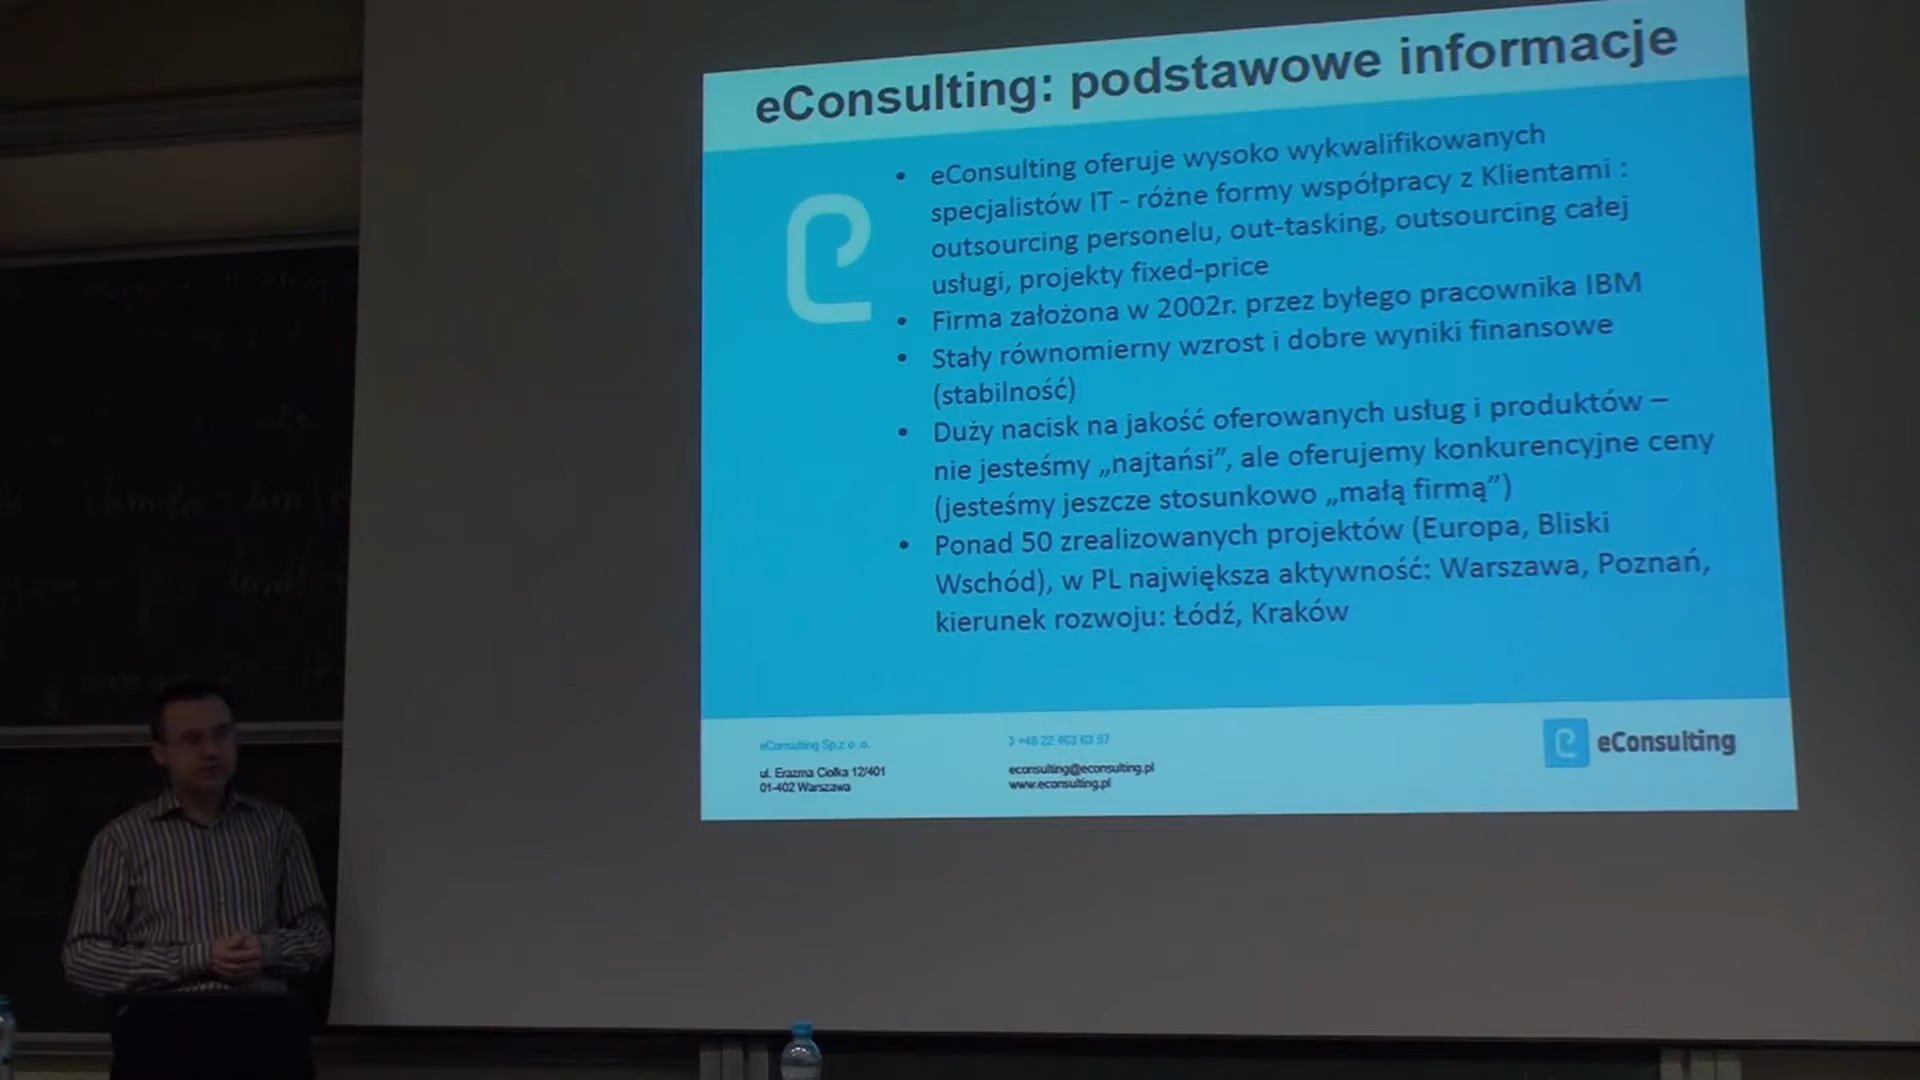 eConsulting: podstawowe informacje
• eConsulting oferuje wysoko wykwalifikowanych
specjalistów IT - różne formy współpracy z Klientami :
outsourcing personelu, out-tasking, outsourcing całej
usługi, projekty fixed-price
• Firma założona w 2002r. przez byłego pracownika IBM
• Stały równomierny wzrost i dobre wyniki finansowe
(stabilność)
• Duży nacisk na jakość oferowanych usług i produktów –
nie jesteśmy „najtańsi”, ale oferujemy konkurencyjne ceny
(jesteśmy jeszcze stosunkowo „małą firmą”)
• Ponad 50 zrealizowanych projektów (Europa, Bliski
Wschód), w PL największa aktywność: Warszawa, Poznań,
kierunek rozwoju: Łódź, Kraków
eConsulting Sp.z o .o.
ul. Erazma Ciołka 12/401
01-402 Warszawa
+48 22
econsulting@econsulting.pl
www.econsulting.pl
eConsulting